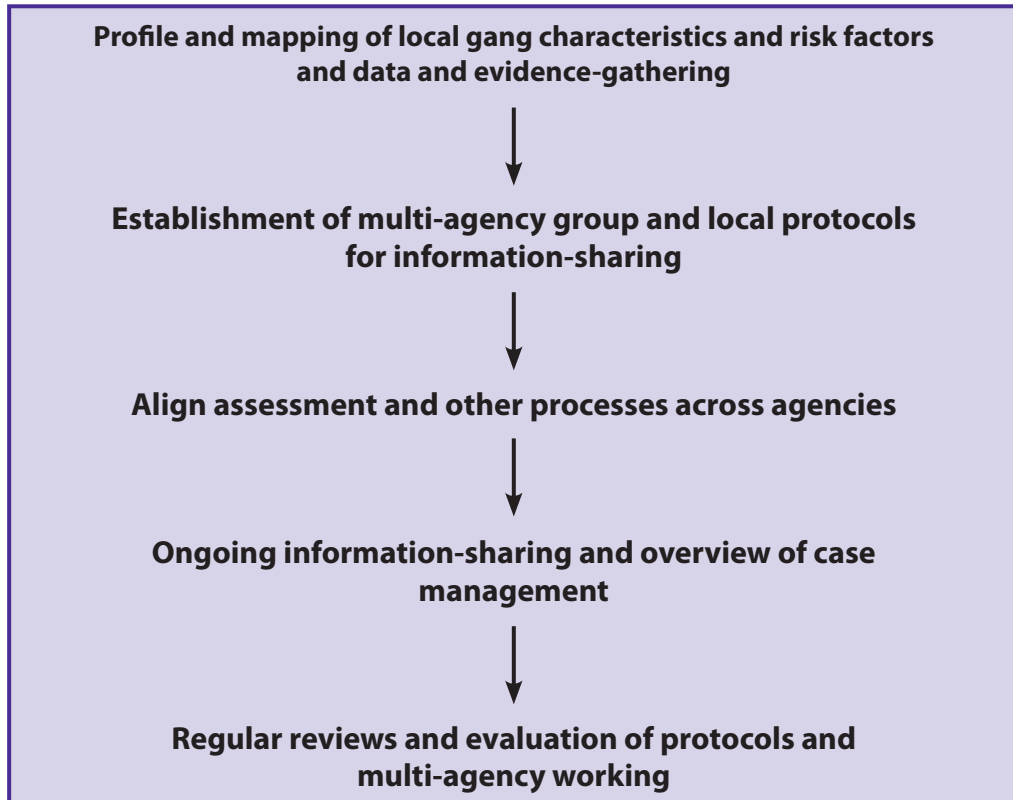 Profile and mapping of local gang characteristics and risk factors
and data and evidence-gathering
Establishment of multi-agency group and local protocols
for information-sharing
Align assessment and other processes across agencies
Ongoing information-sharing and overview of case
management
Regular reviews and evaluation of protocols and
multi-agency working